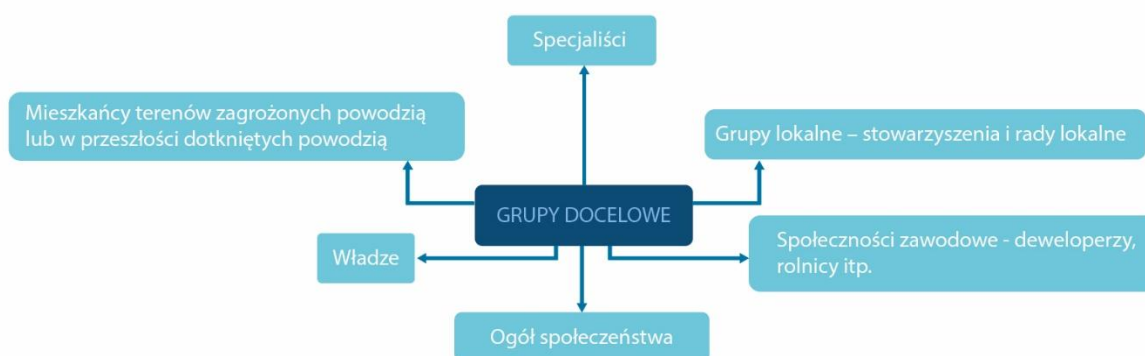 Specjaliści
Mieszkańcy terenów zagrożonych powodzią
lub w przeszłości dotkniętych powodzią
Grupy lokalne – stowarzyszenia i rady lokalne
GRUPY DOCELOWE
Władze
Społeczności zawodowe - deweloperzy,
rolnicy itp.
Ogół społeczeństwa